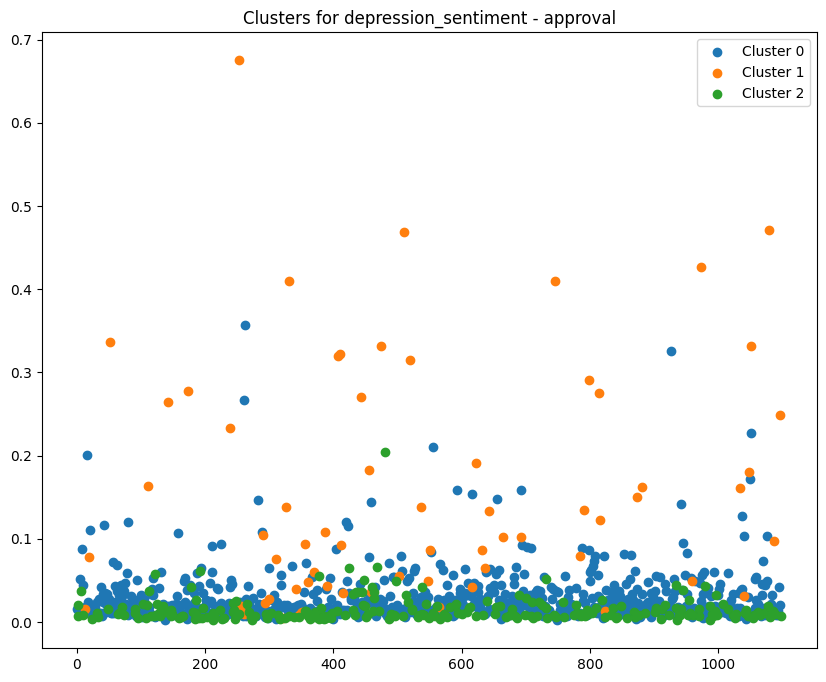 Clusters for depression_sentiment - approval
Cluster 0
Cluster 1
Cluster 2
0.7
0.6
0.5
0.4
0.3
0.2
0.1
0.0
0 200 400 600 800 1000